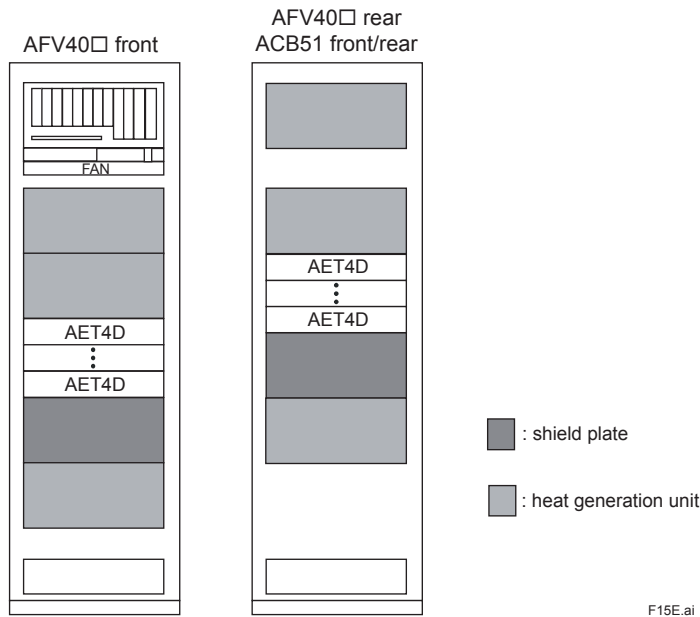 AFV40□ front
AFV40□ rear
ACB51 front/rear
FAN
AET4D
AET4D
AET4D
AET4D
: shield plate
: heat generation unit
F15E.ai